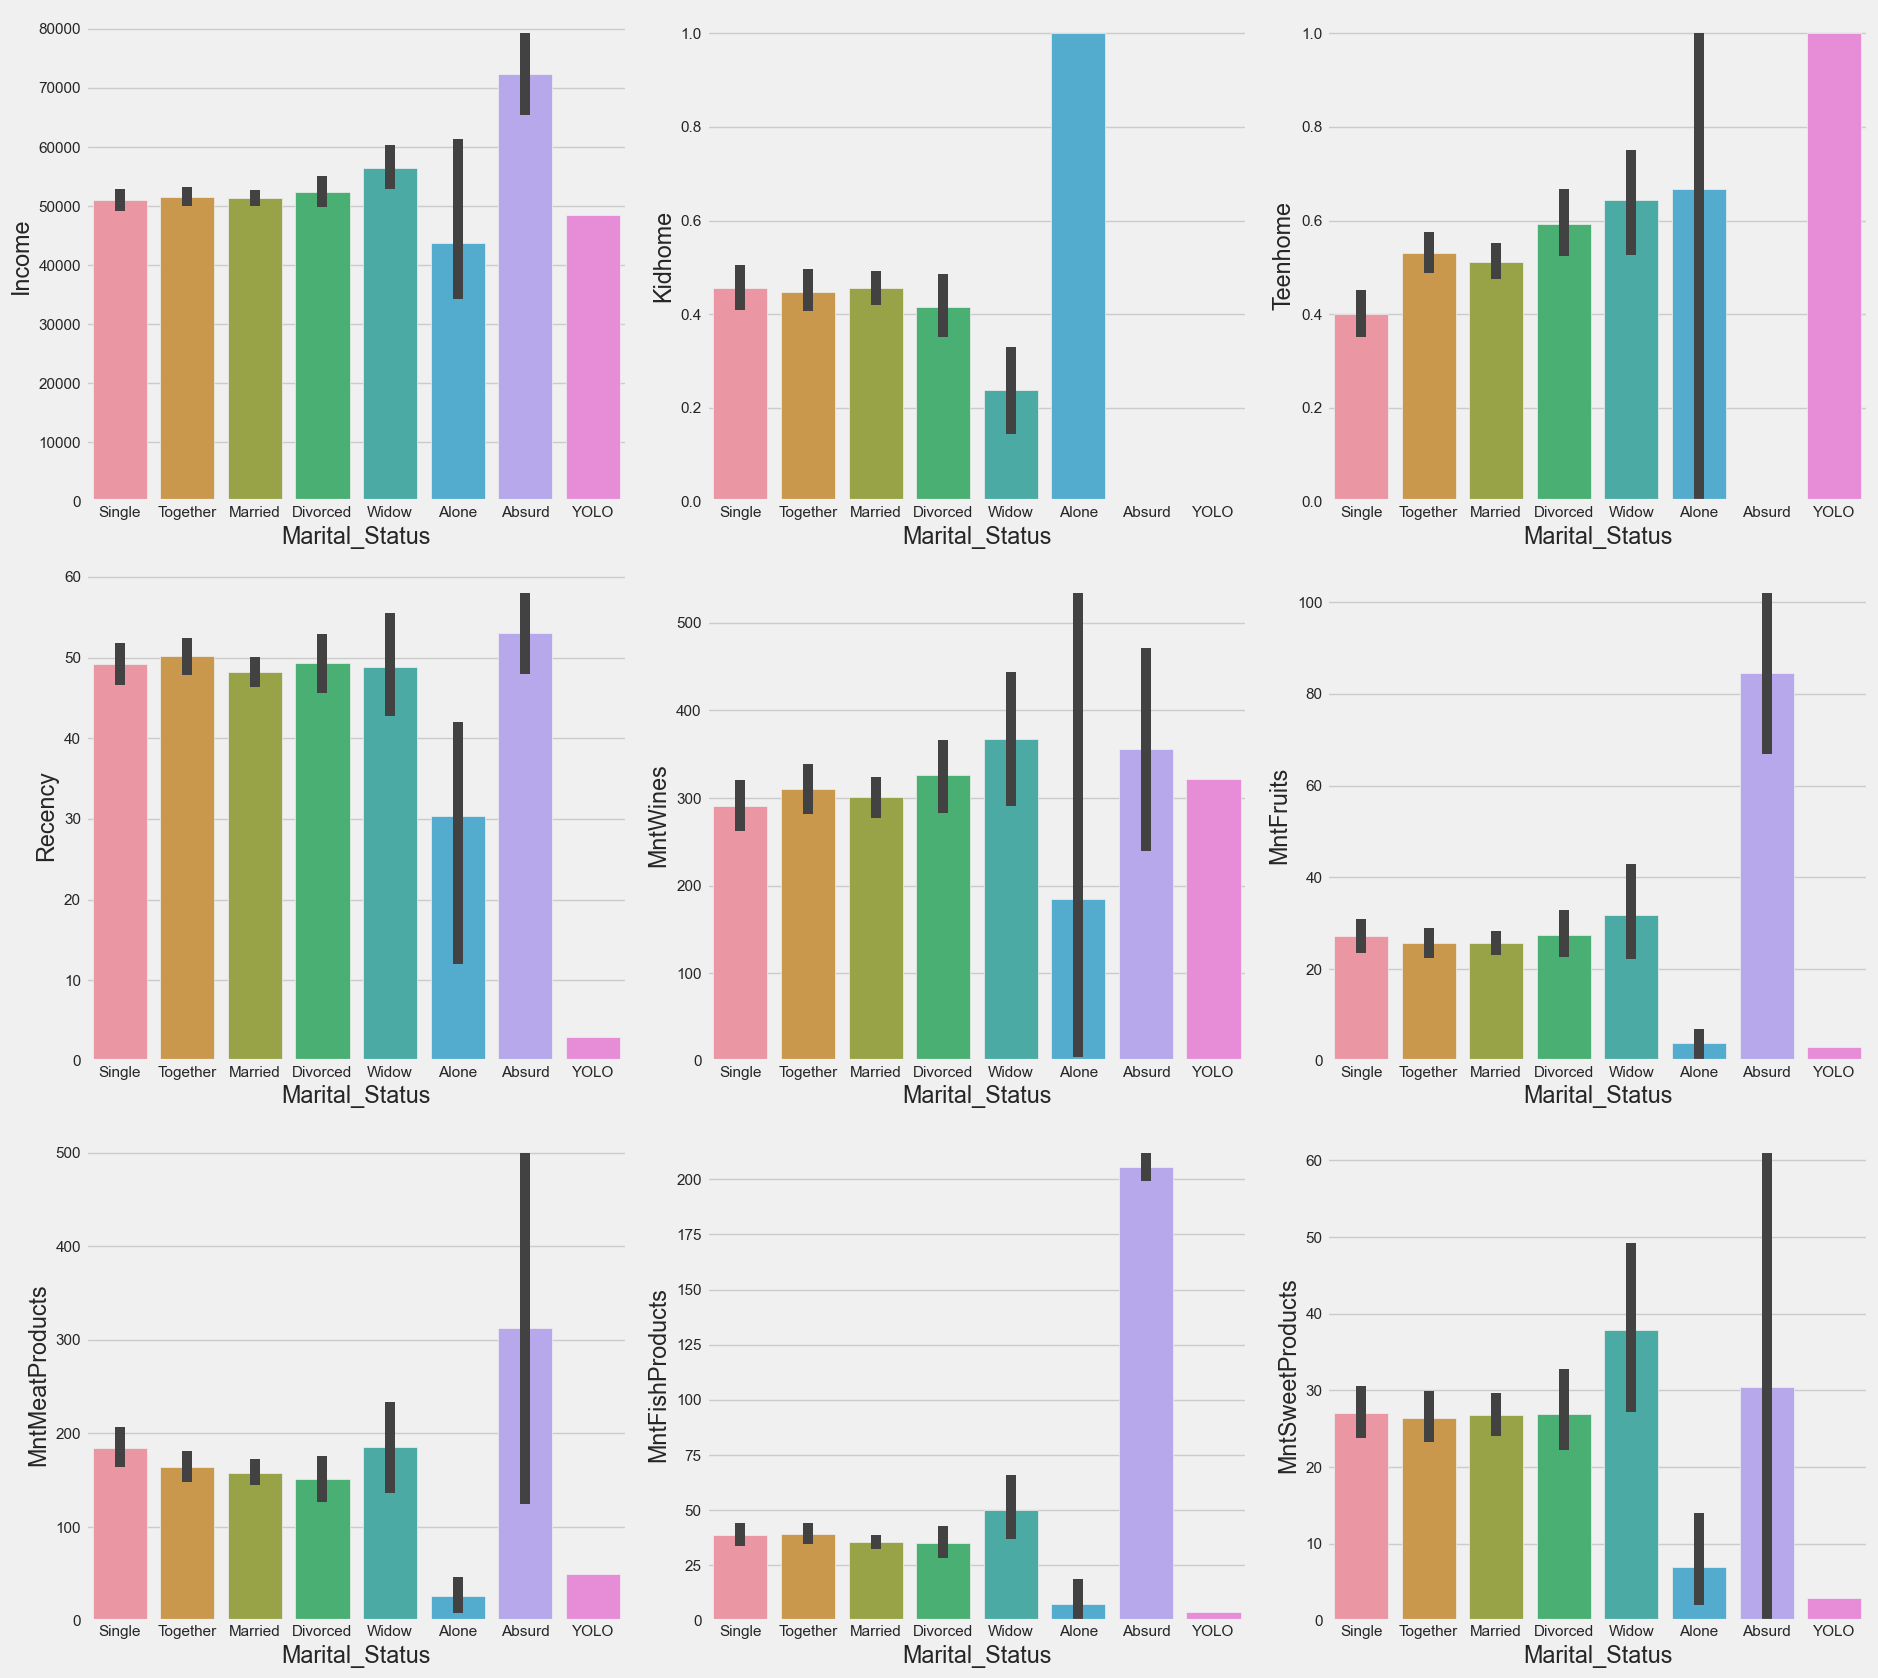 80000
70000
60000
50000
40000
30000
20000
10000
0
Income
Single Together Married Divorced Widow Alone Absurd YOLO
Marital_Status
1.0
0.8
0.6
0.4
0.2
0.0
Kidhome
Single Together Married Divorced Widow Alone Absurd YOLO
Marital_Status
1.0
0.8
0.6
0.4
0.2
0.0
Teenhome
Single Together Married Divorced Widow Alone Absurd YOLO
Marital_Status
60
50
40
30
20
10
0
Recency
Single Together Married Divorced Widow Alone Absurd YOLO
Marital_Status
500
400
300
200
100
0
MntWines
Single Together Married Divorced Widow Alone Absurd YOLO
Marital_Status
100
80
60
40
20
0
MntFruits
Single Together Married Divorced Widow Alone Absurd YOLO
Marital_Status
500
400
300
200
100
0
MntMeatProducts
Single Together Married Divorced Widow Alone Absurd YOLO
Marital_Status
200
175
150
125
100
75
50
25
0
MntFishProducts
Single Together Married Divorced Widow Alone Absurd YOLO
Marital_Status
60
50
40
30
20
10
0
MntSweetProducts
Single Together Married Divorced Widow Alone Absurd YOLO
Marital_Status